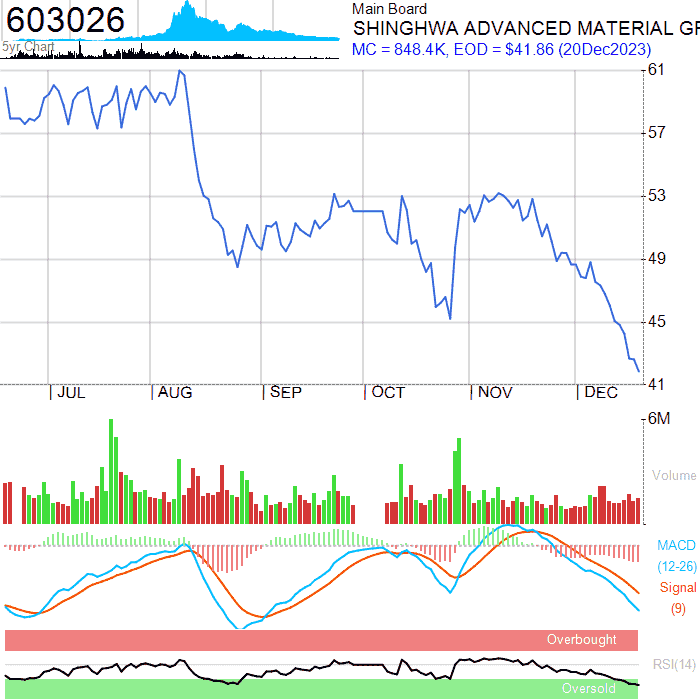 603026
5yr Chart
Main Board
SHINGHWA ADVANCED MATERIAL GR
MC = 848.4K, EOD = $41.86 (20Dec2023)
61
57
53
49
45
41
JUL
AUG
SEP
OCT
NOV
DEC
6M
Volume
MACD
(12-26)
Signal
(9)
Overbought
RSI(14)
Oversold